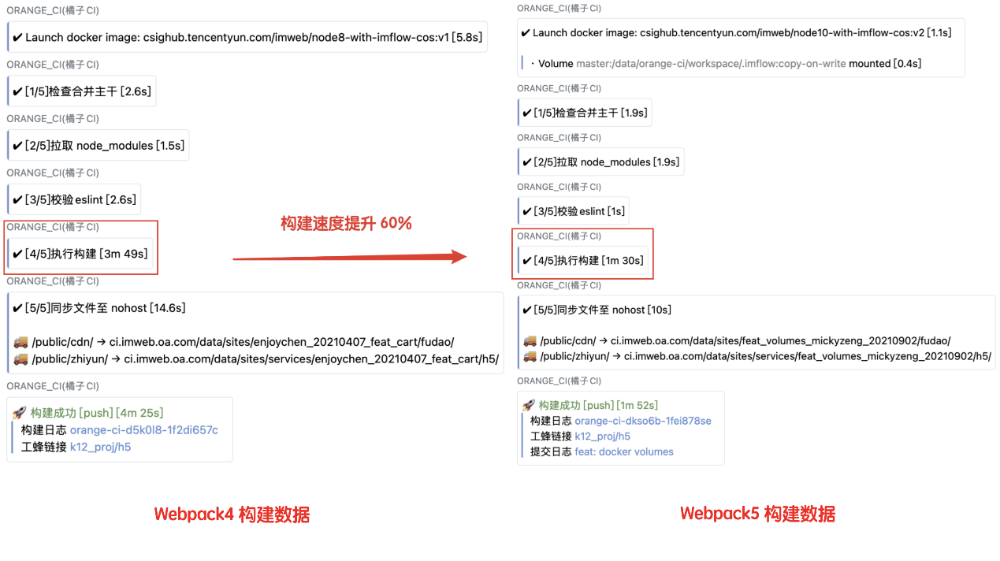 ORANGE_CI(橘子CI)
✔ Launch docker image: csighub.tencentyun.com/imweb/node8-with-imflow-cos:v1 [5.8s]
ORANGE_CI(橘子CI)
✔ [1/5]检查合并主干 [2.6s]
ORANGE_CI(橘子CI)
✔ [2/5]拉取 node_modules [1.5s]
ORANGE_CI(橘子CI)
✔ [3/5]校验eslint [2.6s]
ORANGE_CI(橘子CI)
✔ [4/5]执行构建 [3m 49s]
ORANGE_CI(橘子CI)
✔ [5/5]同步文件至 nohost [14.6s]
🚚 /public/cdn/ → ci.imweb.oa.com/data/sites/enjoychen_20210407_feat_cart/fudao/
🚚 /public/zhiyun/ → ci.imweb.oa.com/data/sites/services/enjoychen_20210407_feat_cart/h5/
ORANGE_CI(橘子CI)
🚀 构建成功 [push] [4m 25s]
构建日志 orange-ci-d5k0l8-1f2di657c
工蜂链接 k12_proj/h5
Webpack4 构建数据
构建速度提升 60%
ORANGE_CI(橘子CI)
✔ Launch docker image: csighub.tencentyun.com/imweb/node10-with-imflow-cos:v2 [1.1s]
· Volume master:/data/orange-ci/workspace/.imflow:copy-on-write mounted [0.4s]
ORANGE_CI(橘子CI)
✔ [1/5]检查合并主干 [1.9s]
ORANGE_CI(橘子CI)
✔ [2/5]拉取 node_modules [1.9s]
ORANGE_CI(橘子CI)
✔ [3/5]校验eslint [1s]
ORANGE_CI(橘子CI)
✔ [4/5]执行构建 [1m 30s]
ORANGE_CI(橘子CI)
✔ [5/5]同步文件至 nohost [10s]
🚚 /public/cdn/ → ci.imweb.oa.com/data/sites/feat_volumes_mickyzeng_20210902/fudao/
🚚 /public/zhiyun/ → ci.imweb.oa.com/data/sites/services/feat_volumes_mickyzeng_20210902/h5/
ORANGE_CI(橘子CI)
🚀 构建成功 [push] [1m 52s]
构建日志 orange-ci-dkso6b-1fei878se
工蜂链接 k12_proj/h5
提交日志 feat: docker volumes
Webpack5 构建数据